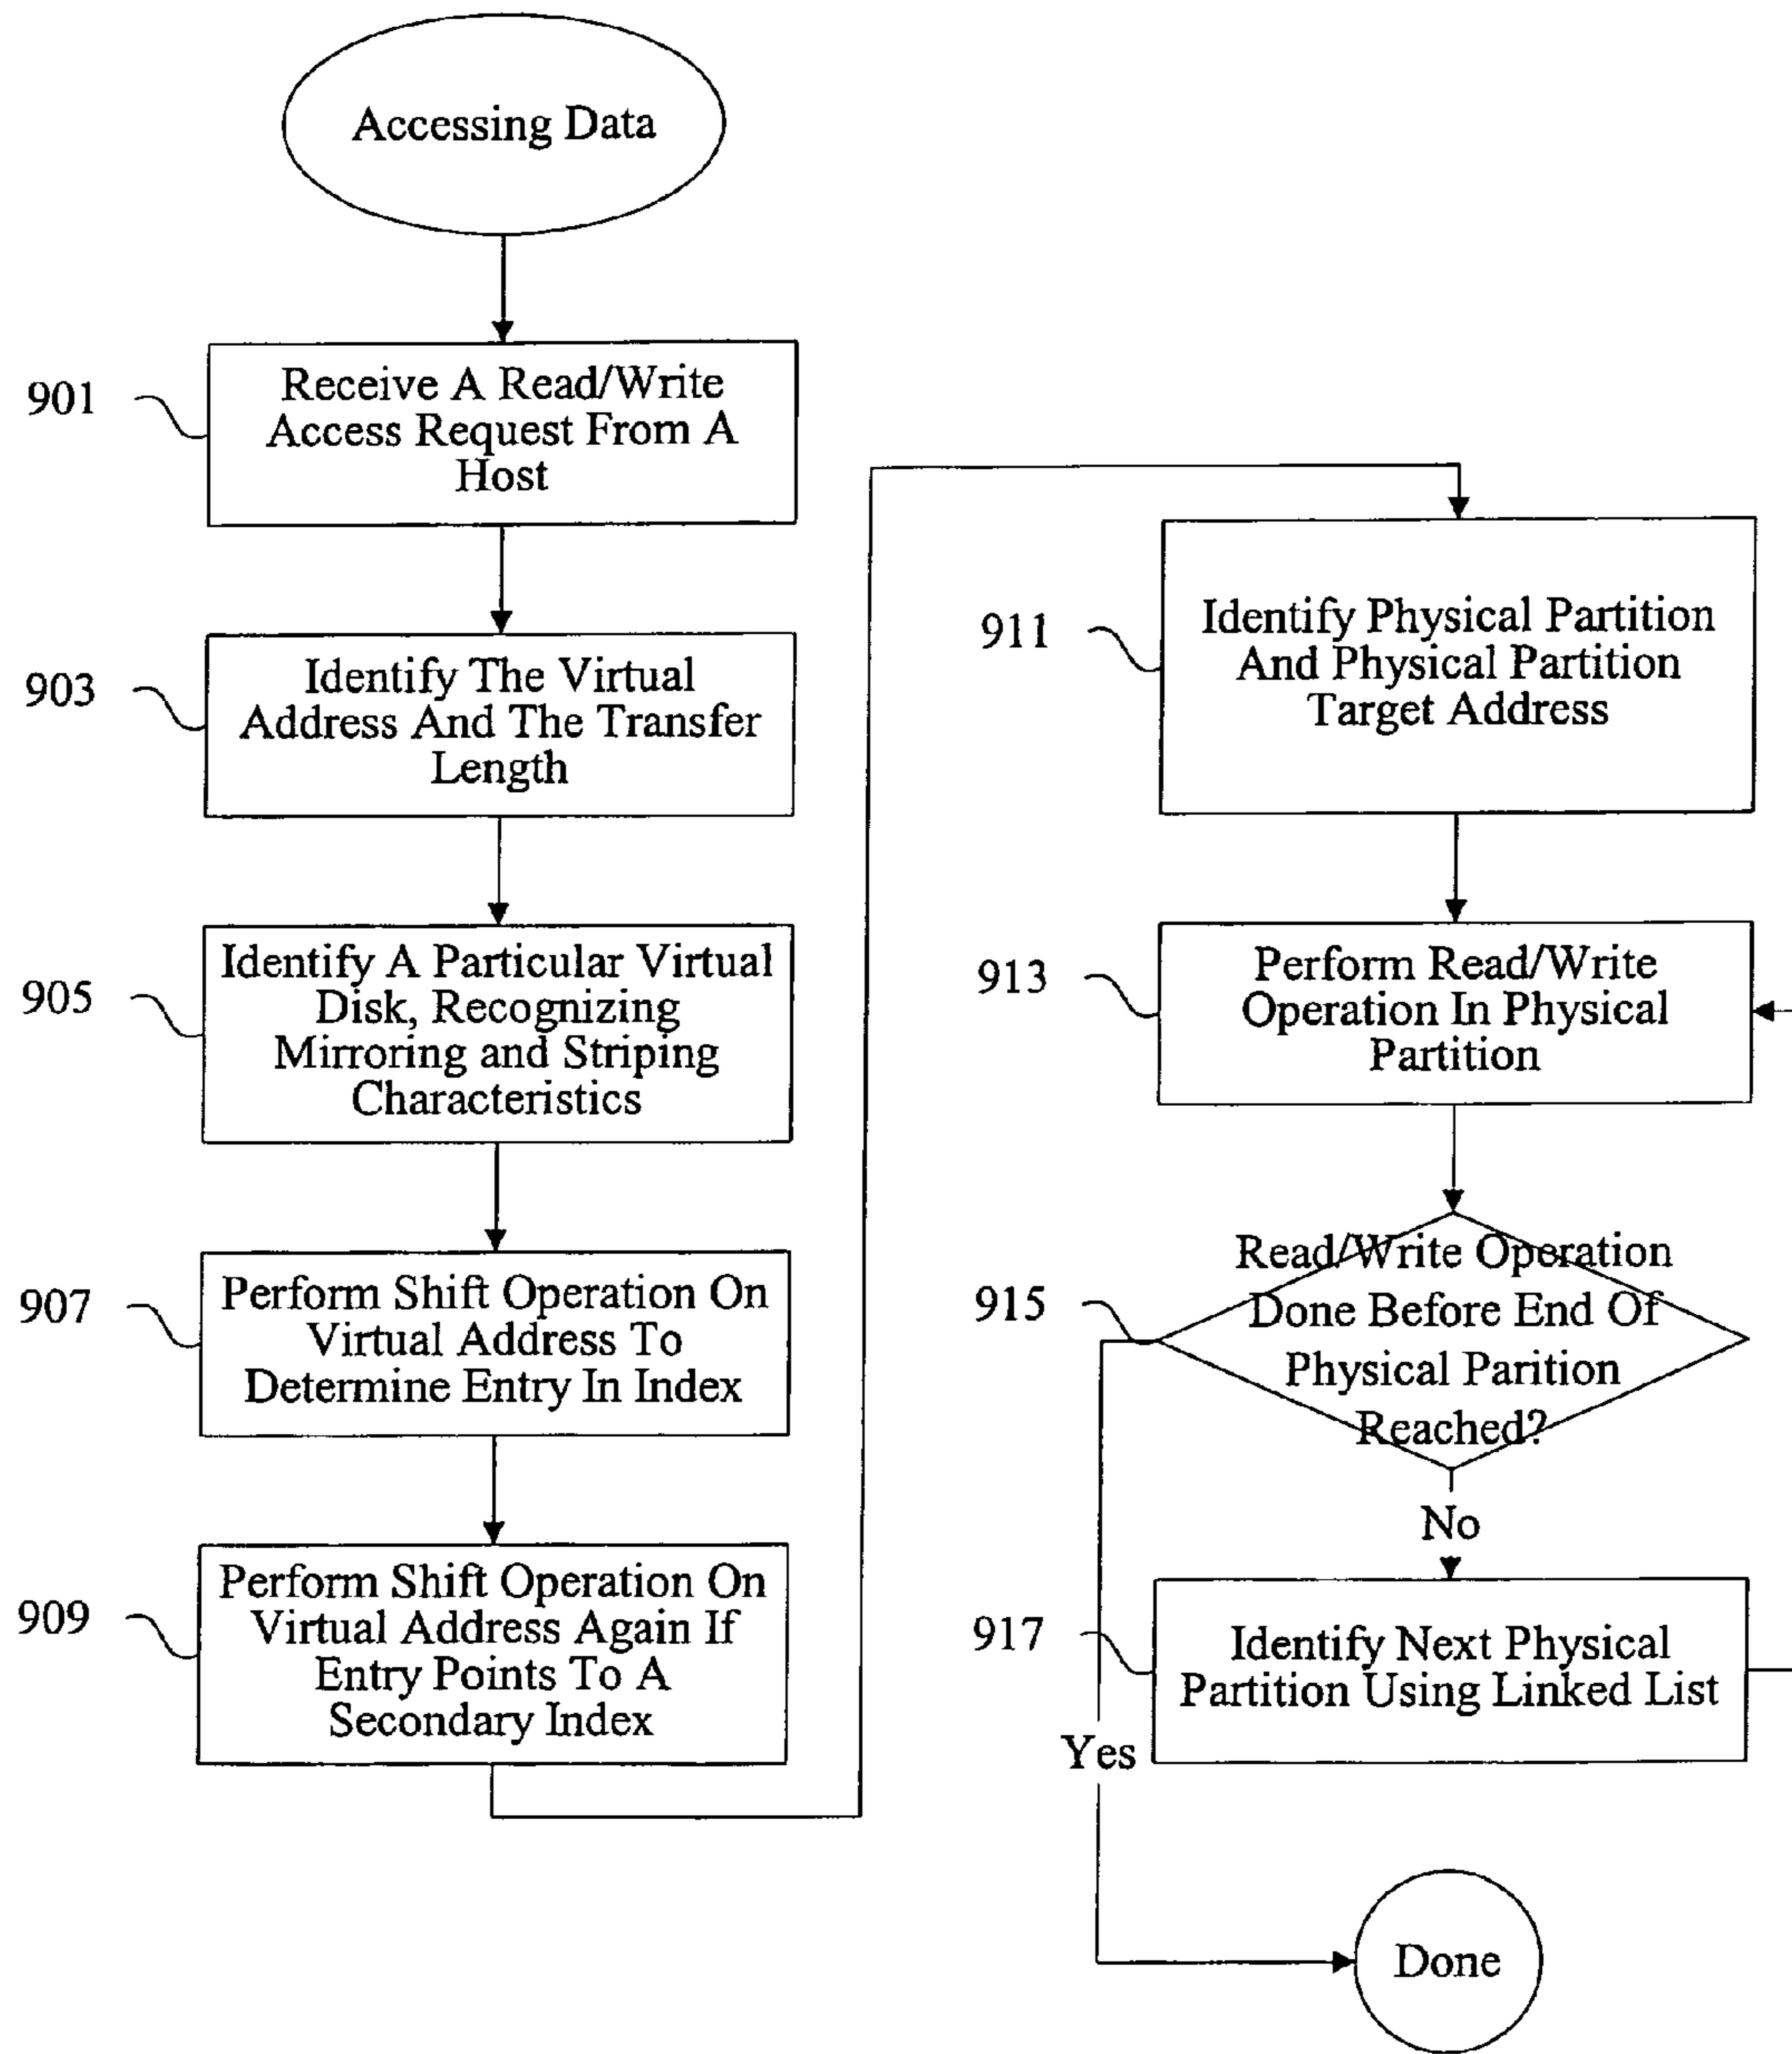 Accessing Data
901
Receive A Read/Write
Access Request From A
Host
903
Identify The Virtual
Address And The Transfer
Length
905
Identify A Particular Virtual
Disk, Recognizing
Mirroring and Striping
Characteristics
907
Perform Shift Operation On
Virtual Address To
Determine Entry In Index
909
Perform Shift Operation On
Virtual Address Again If
Entry Points To A
Secondary Index
911
Identify Physical Partition
And Physical Partition
Target Address
913
Perform Read/Write
Operation In Physical
Partition
915
Read/Write Operation
Done Before End Of
Physical Parition
Reached?
No
917
Identify Next Physical
Partition Using Linked List
Yes
Done